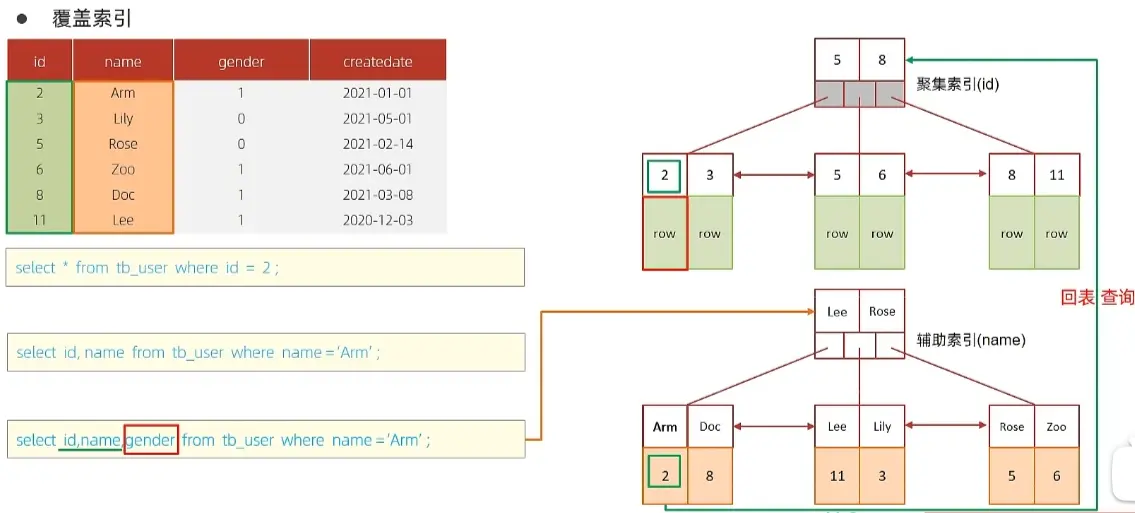 ● 覆盖索引
id name gender createdate
2 Arm 1 2021-01-01
3 Lily 0 2021-05-01
5 Rose 0 2021-02-14
6 Zoo 1 2021-06-01
8 Doc 1 2021-03-08
11 Lee 1 2020-12-03
select * from tb_user where id = 2 ;
select id, name from tb_user where name = 'Arm' ;
select id,name,gender from tb_user where name = 'Arm' ;
5 8
聚集索引(id)
2 3 5 6 8 11
row row row row row row
回表 查询
Lee Rose
辅助索引(name)
Arm Doc Lee Lily Rose Zoo
2 8 11 3 5 6